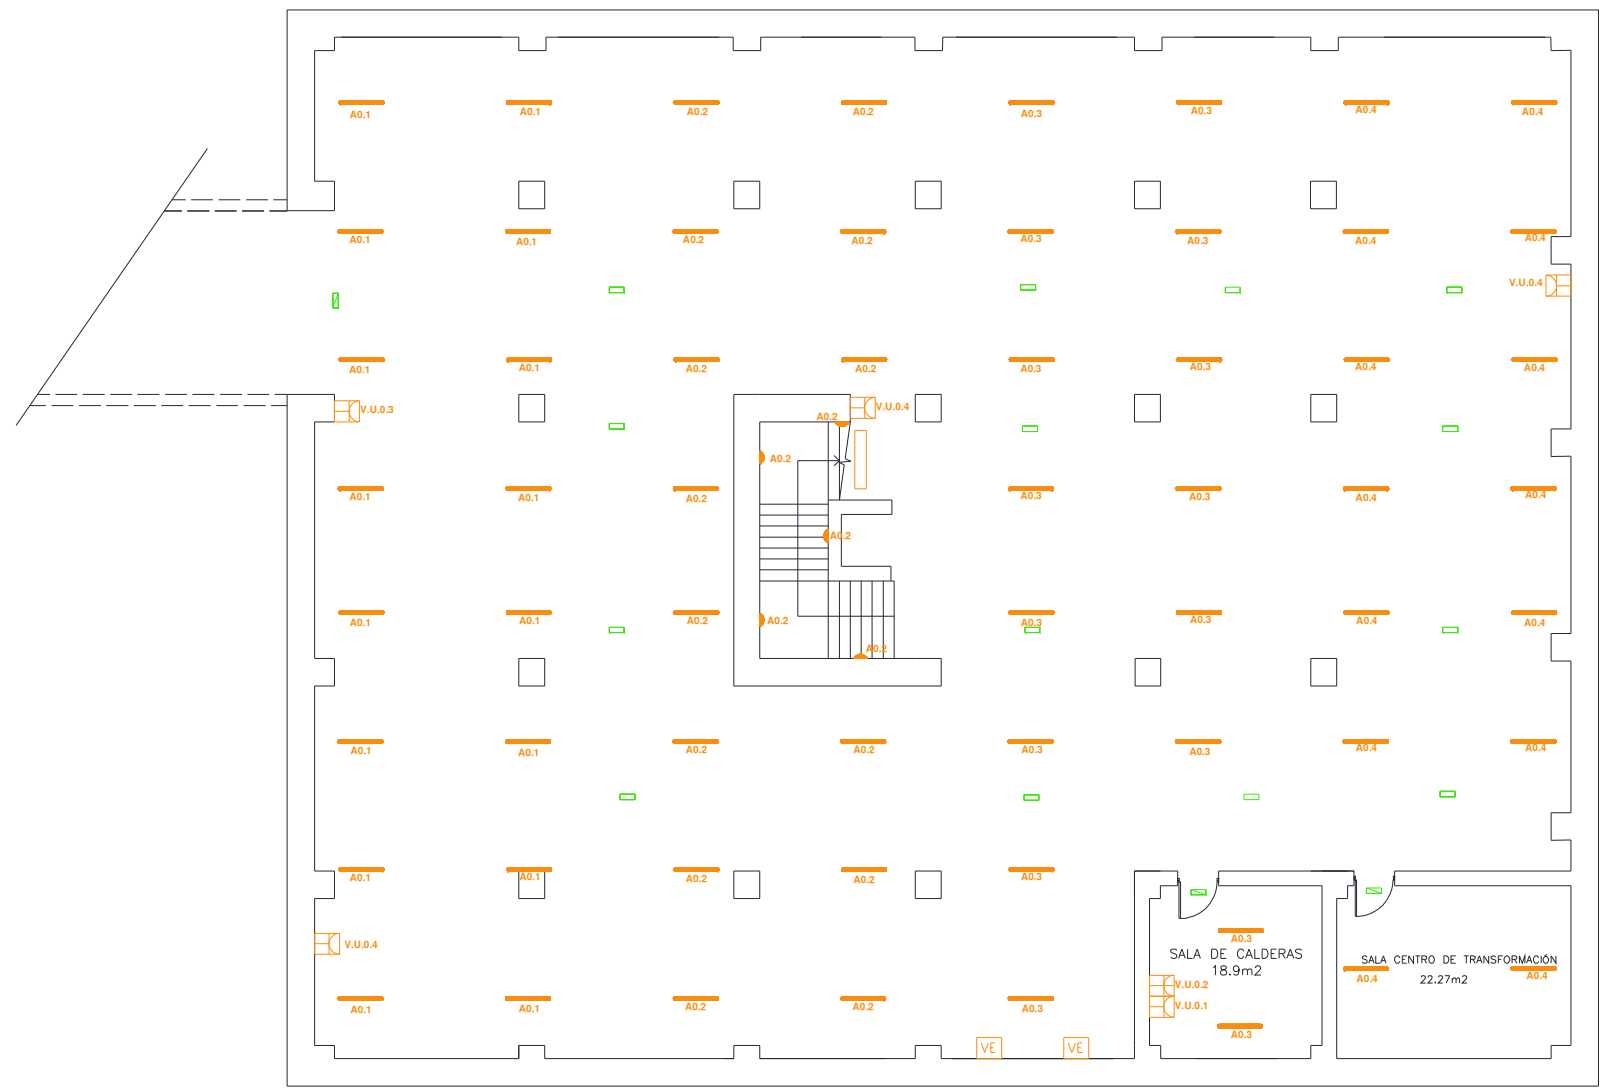 A0.1 A0.1 A0.2 A0.2 A0.3 A0.3 A0.4 A0.4
A0.1 A0.1 A0.2 A0.2 A0.3 A0.3 A0.4 A0.4
V.U.0.4
A0.1 A0.1 A0.2 A0.2 A0.3 A0.3 A0.4 A0.4
V.U.0.3 V.U.0.4
A0.2
A0.2
A0.1 A0.1 A0.2 A0.3 A0.3 A0.4 A0.4
A0.2
A0.1 A0.1 A0.2 A0.2 A0.3 A0.3 A0.4 A0.4
A0.2
A0.1 A0.1 A0.2 A0.2 A0.3 A0.3 A0.4 A0.4
A0.1 A0.1 A0.2 A0.2 A0.3
A0.3
V.U.0.4
SALA DE CALDERAS
18.9m2
SALA CENTRO DE TRANSFORMACIÓN
A0.4 22.27m2 A0.4
V.U.0.2
V.U.0.1
A0.1 A0.1 A0.2 A0.2 A0.3
A0.3
VE VE